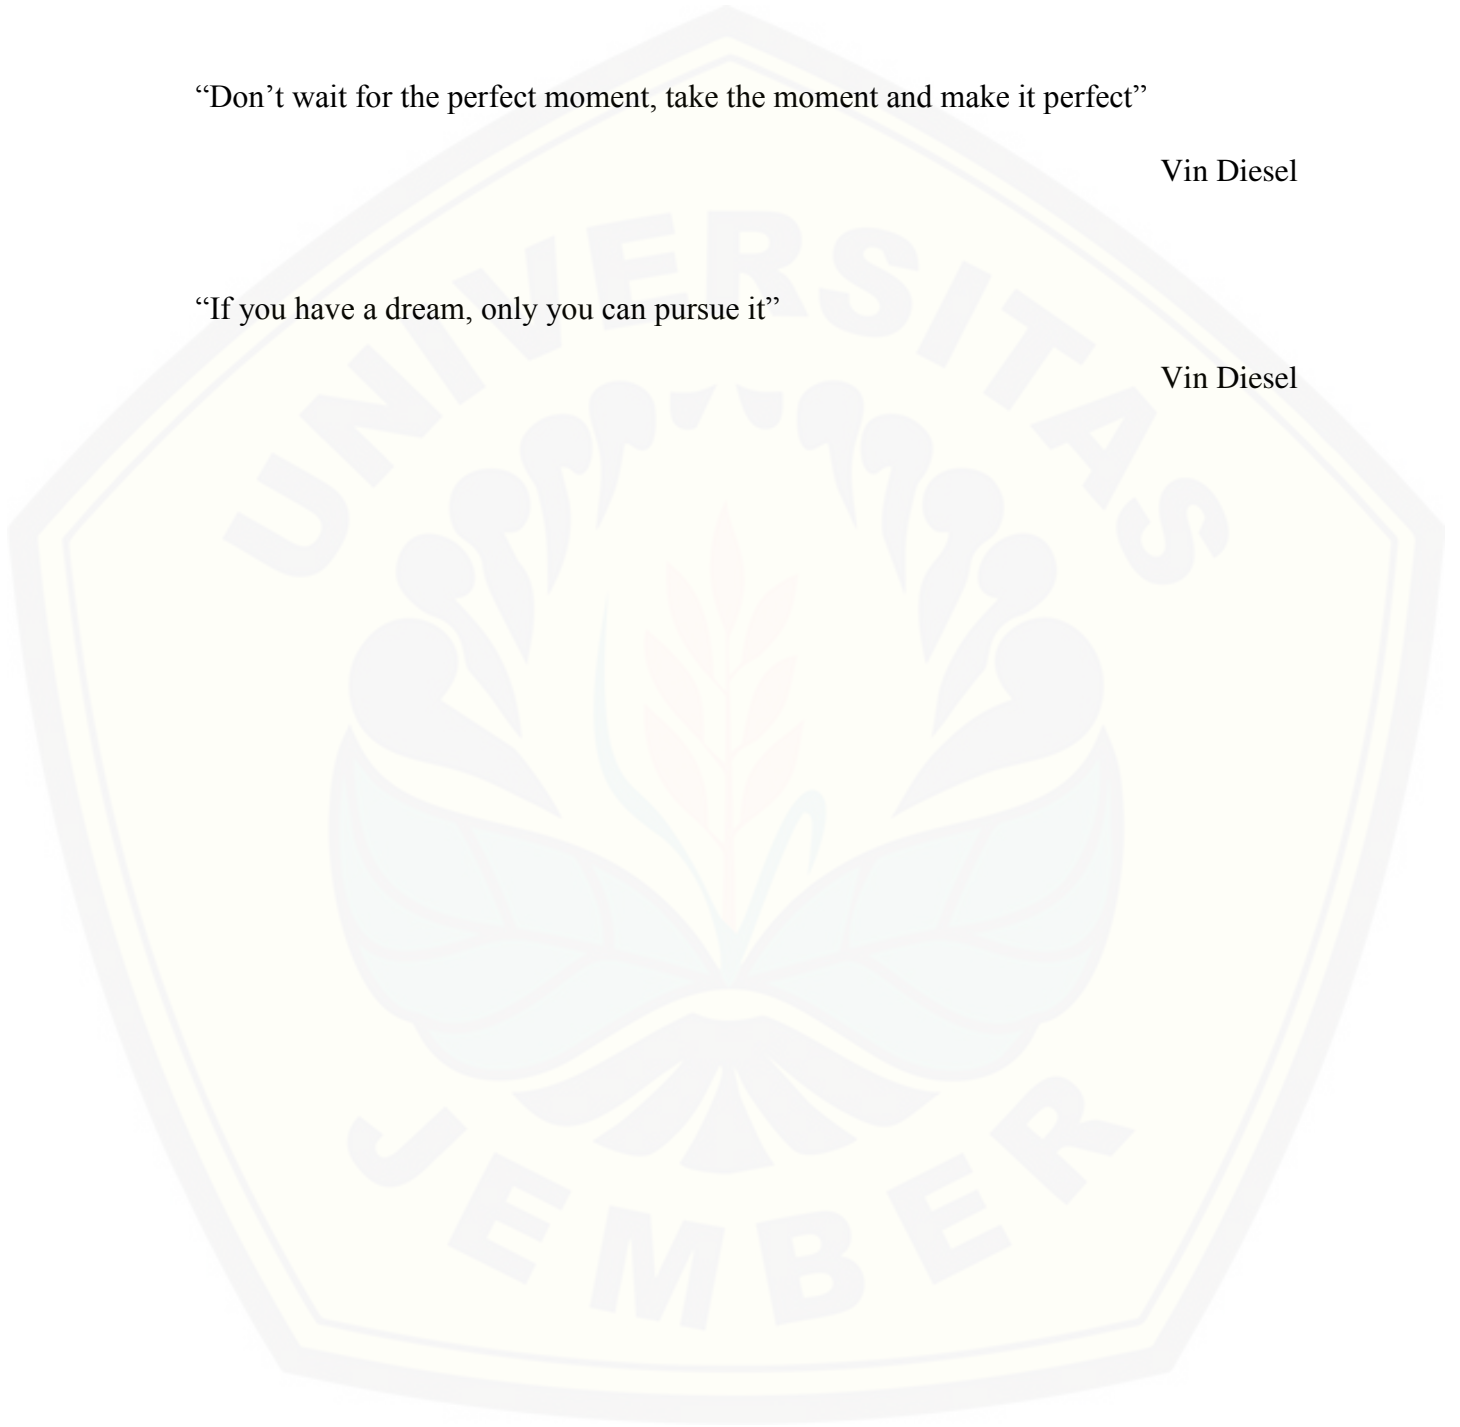 “Don’t wait for the perfect moment, take the moment and make it perfect”
Vin Diesel
“If you have a dream, only you can pursue it”
Vin Diesel
UNIVERSITAS
JEMBER